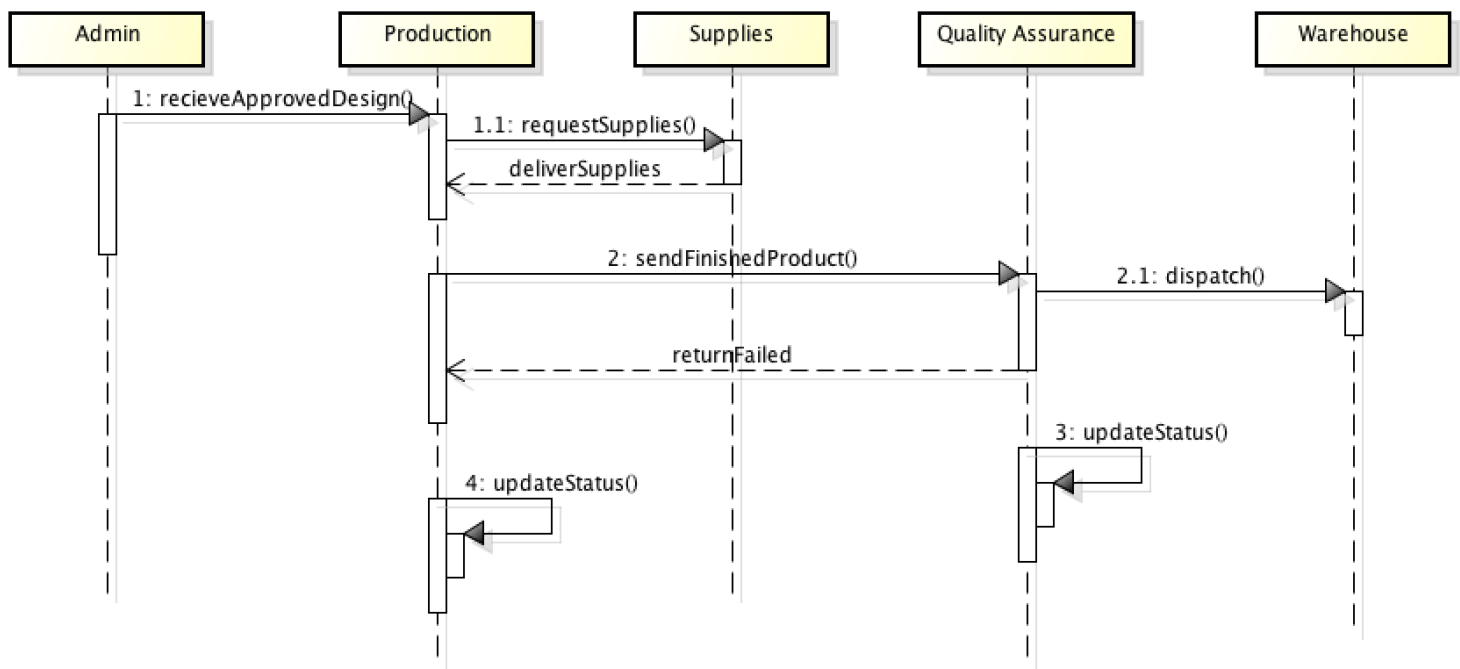 Admin
Production
Supplies
Quality Assurance
Warehouse
1: recieveApprovedDesign()
1.1: requestSupplies()
deliverSupplies
2: sendFinishedProduct()
2.1: dispatch()
returnFailed
3: updateStatus()
4: updateStatus()